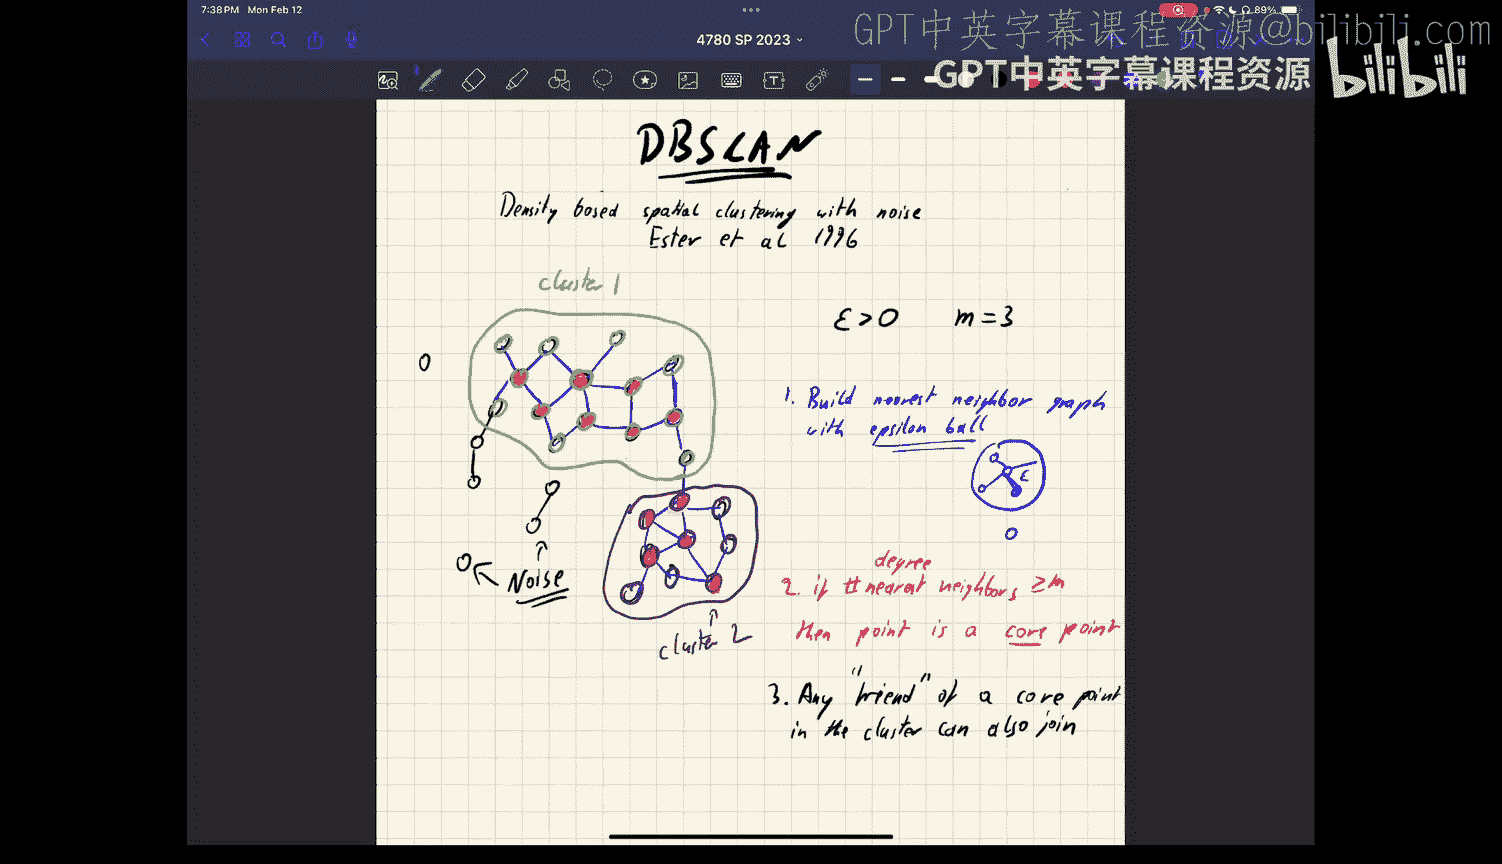 7:38 PM Mon Feb 12
89%
GPT中英字幕课程资源@bilibili.com
4780 SP 2023
GPT中英字幕课程资源 bilibili
DBSCAN
Density based spatial clustering with noise
Ester et al 1996
cluster 1
ε>0 m=3
1. Build nearest neighbor graph
with epsilon ball
ε
degree
Noise
2. if # nearest neighbors ≥m
then point is a core point
cluster 2
3. Any "friend" of a core point
in the cluster can also join